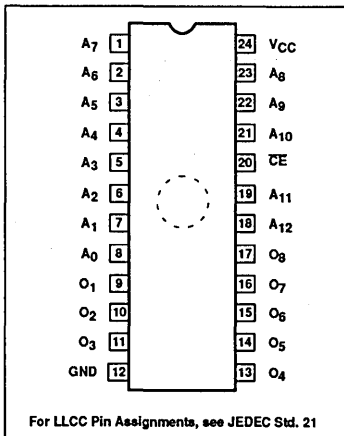 A7 1 24 VCC
A6 2 23 A8
A5 3 22 A9
A4 4 21 A10
A3 5 20 C̅E̅
A2 6 19 A11
A1 7 18 A12
A0 8 17 O8
O1 9 16 O7
O2 10 15 O6
O3 11 14 O5
GND 12 13 O4
For LLCC Pin Assignments, see JEDEC Std. 21